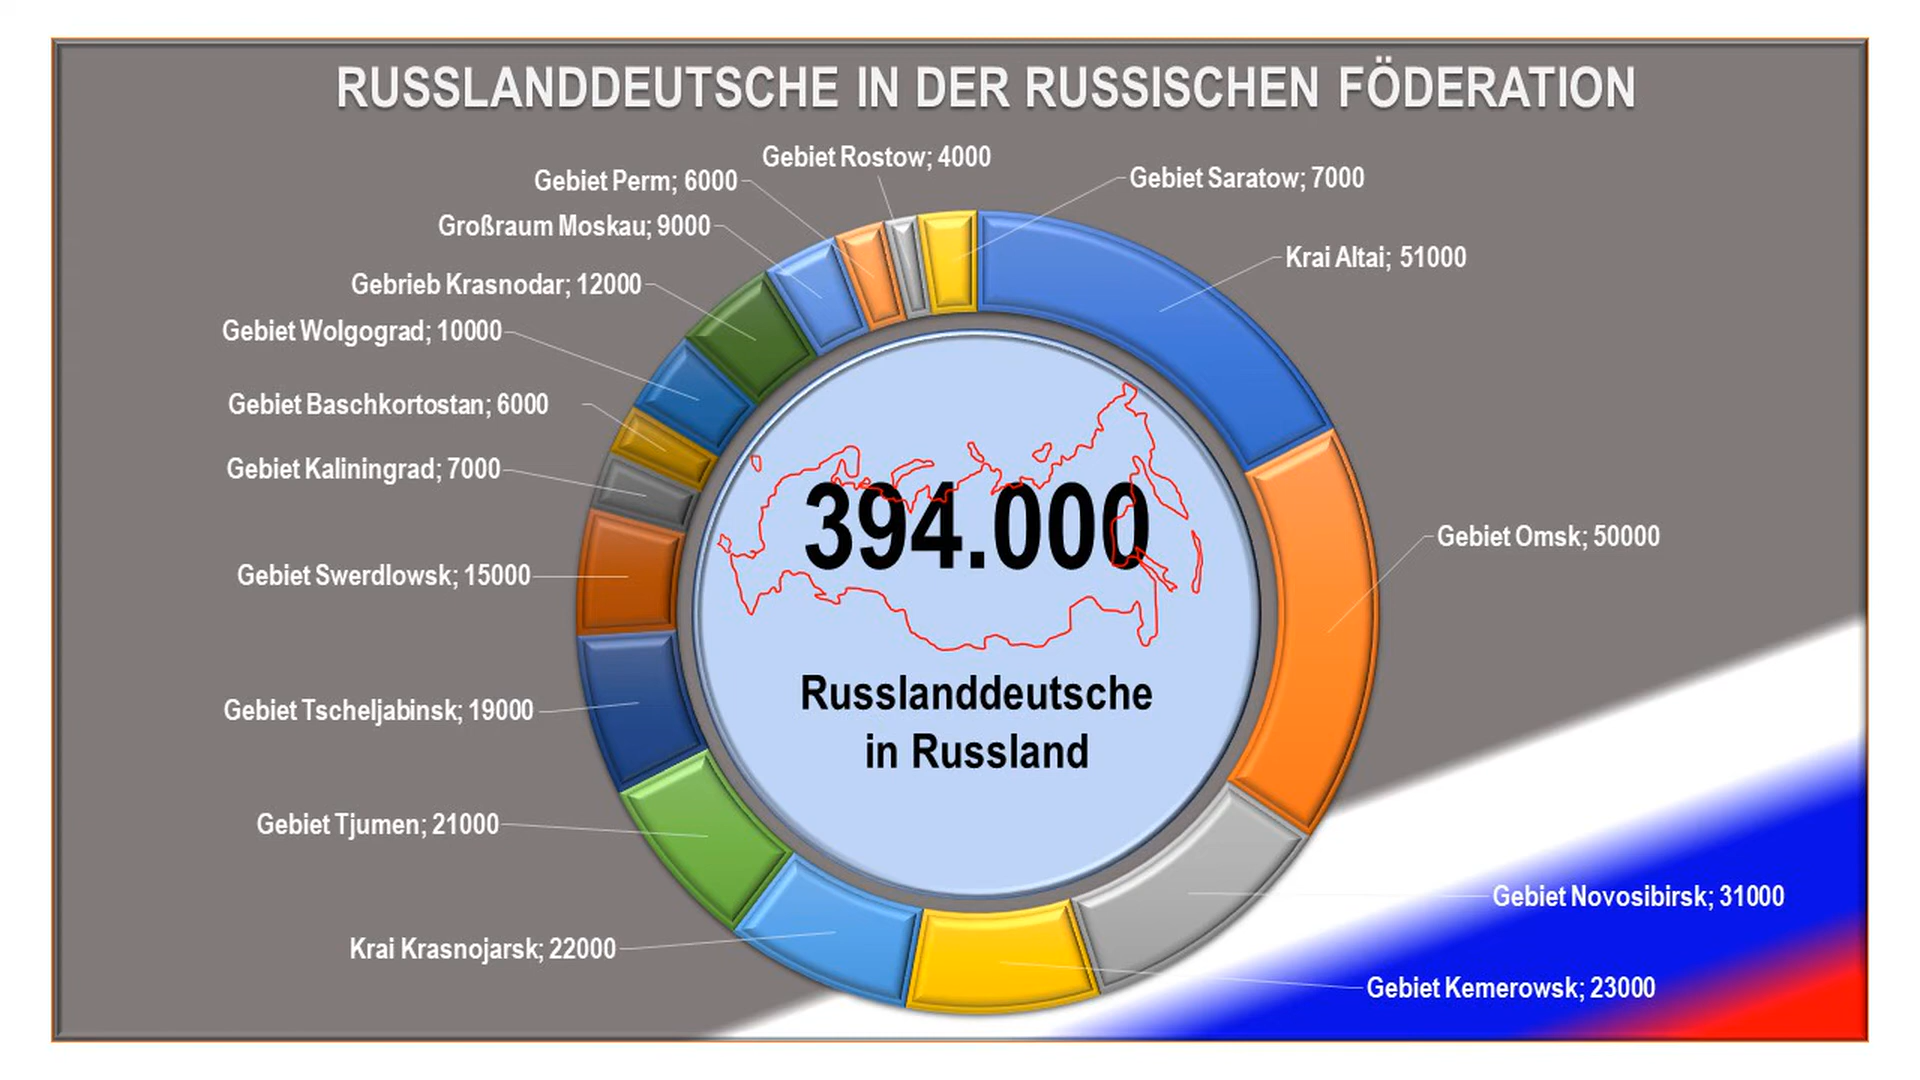 RUSSLANDDEUTSCHE IN DER RUSSISCHEN FÖDERATION
Gebiet Rostow; 4000
Gebiet Saratow; 7000
Gebiet Perm; 6000
Großraum Moskau; 9000
Krai Altai; 51000
Gebrieb Krasnodar; 12000
Gebiet Wolgograd; 10000
Gebiet Baschkortostan; 6000
Gebiet Kaliningrad; 7000
394.000
Gebiet Omsk; 50000
Gebiet Swerdlowsk; 15000
Russlanddeutsche
in Russland
Gebiet Tscheljabinsk; 19000
Gebiet Tjumen; 21000
Gebiet Novosibirsk; 31000
Krai Krasnojarsk; 22000
Gebiet Kemerowsk; 23000